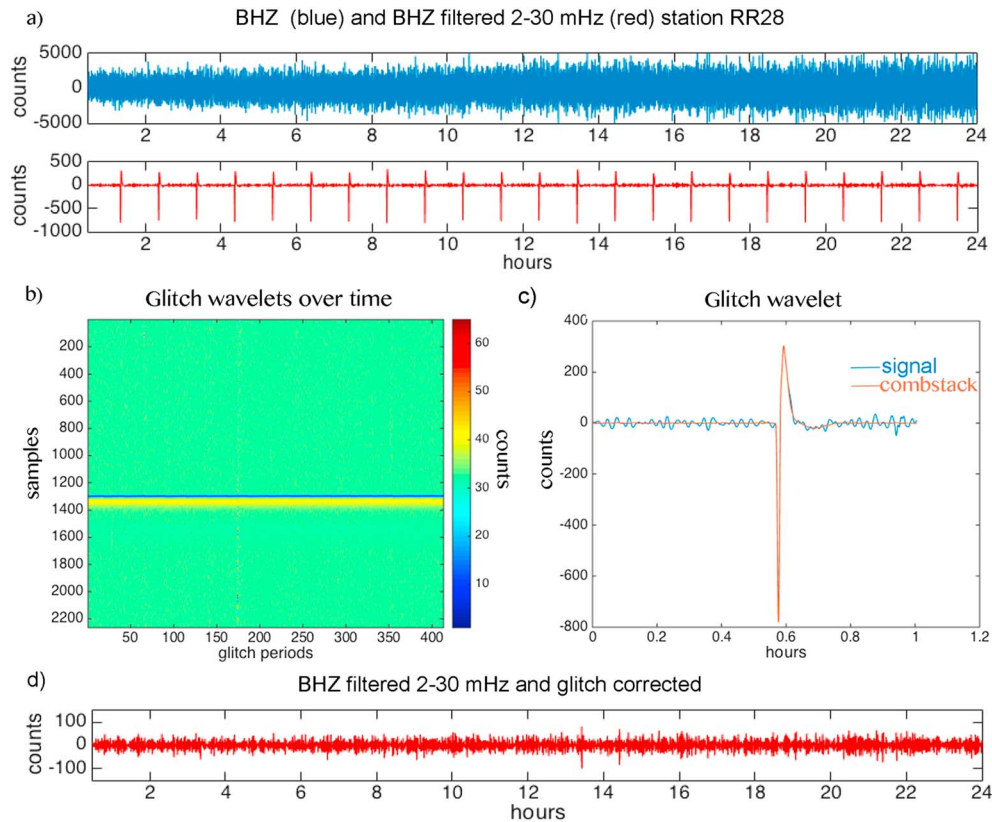 a)
BHZ (blue) and BHZ filtered 2-30 mHz (red) station RR28
5000
0
-5000
counts
2 4 6 8 10 12 14 16 18 20 22 24
500
0
-500
-1000
counts
2 4 6 8 10 12 14 16 18 20 22 24
hours
b)
Glitch wavelets over time
200
400
600
800
1000
1200
1400
1600
1800
2000
2200
samples
50 100 150 200 250 300 350 400
glitch periods
60
50
40
30
20
10
counts
c)
Glitch wavelet
400
200
0
-200
-400
-600
-800
counts
signal
combstack
0 0.2 0.4 0.6 0.8 1 1.2
hours
d)
BHZ filtered 2-30 mHz and glitch corrected
100
0
-100
counts
2 4 6 8 10 12 14 16 18 20 22 24
hours